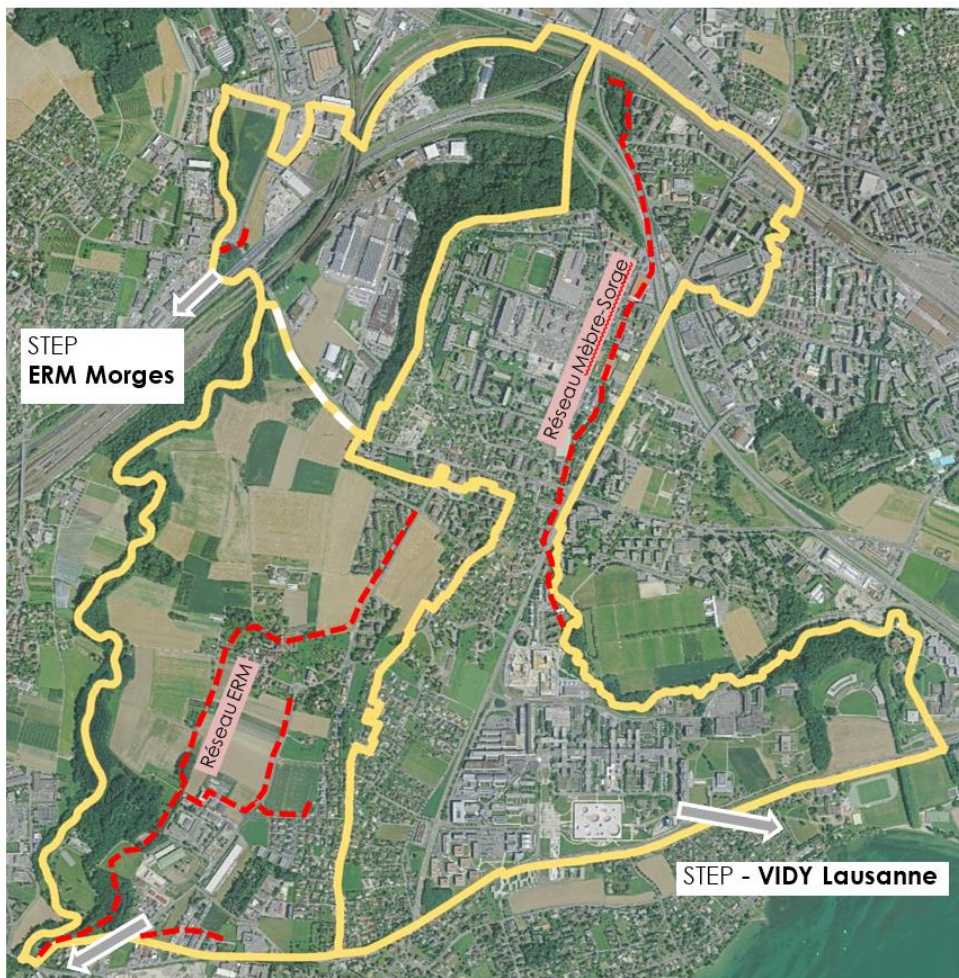 Réseau Mèbre-Sorge
STEP
ERM Morges
Réseau ERM
STEP - VIDY Lausanne